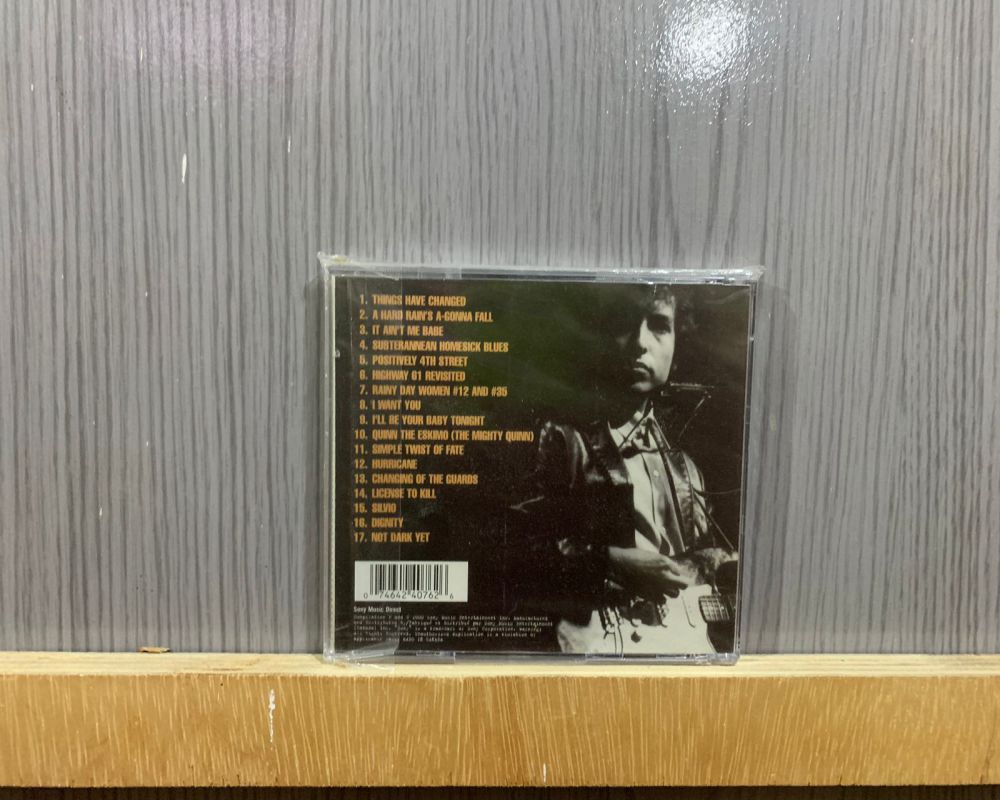 1. THINGS HAVE CHANGED
2. A HARD RAIN'S A-GONNA FALL
3. IT AIN'T ME BABE
4. SUBTERANNEAN HOMESICK BLUES
5. POSITIVELY 4TH STREET
6. HIGHWAY 61 REVISITED
7. RAINY DAY WOMEN #12 AND #35
8. I WANT YOU
9. I'LL BE YOUR BABY TONIGHT
10. QUINN THE ESKIMO (THE MIGHTY QUINN)
11. SIMPLE TWIST OF FATE
12. HURRICANE
13. CHANGING OF THE GUARDS
14. LICENSE TO KILL
15. SILVIO
16. DIGNITY
17. NOT DARK YET
0 74642 40762 6
Sony Music Direct